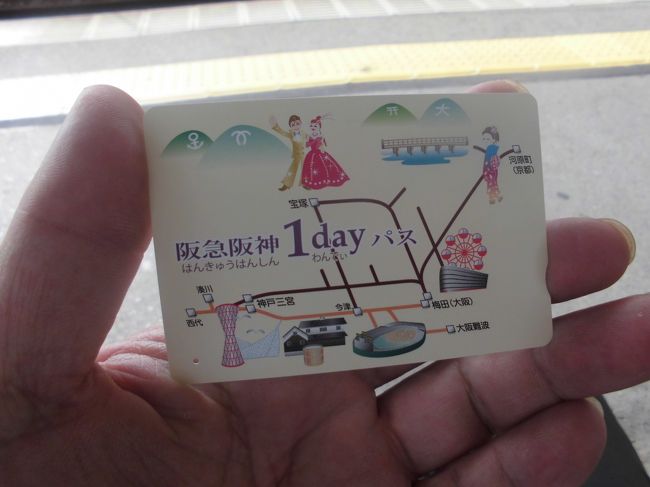 大
河原町
(京都)
宝塚
阪急阪神 1day パス
はんきゅうはんしん わんでい
湊川
神戸三宮
西代
今津
梅田(大阪)
大阪難波